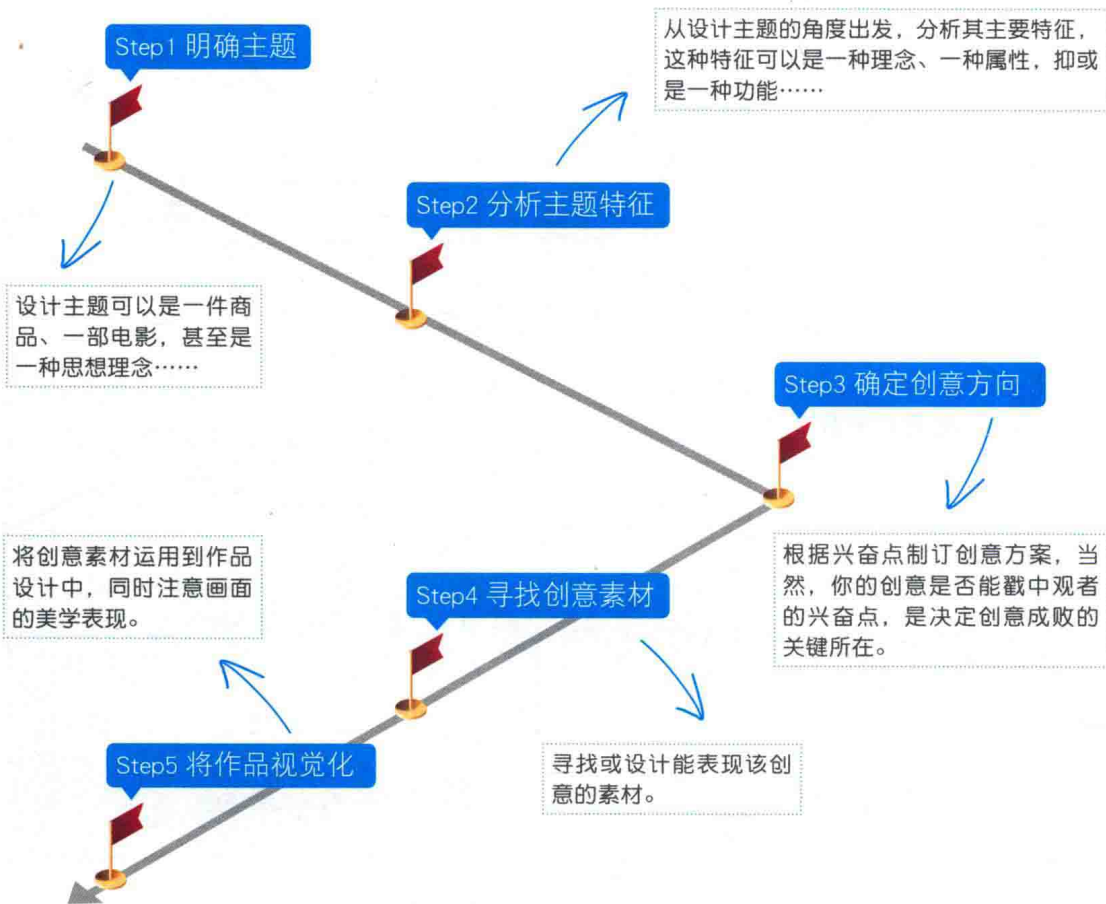 Step1 明确主题
设计主题可以是一件商
品、一部电影，甚至是
一种思想理念……
Step2 分析主题特征
从设计主题的角度出发，分析其主要特征，
这种特征可以是一种理念、一种属性，抑或
是一种功能……
Step3 确定创意方向
根据兴奋点制订创意方案，当
然，你的创意是否能戳中观者
的兴奋点，是决定创意成败的
关键所在。
Step4 寻找创意素材
寻找或设计能表现该创
意的素材。
Step5 将作品视觉化
将创意素材运用到作品
设计中，同时注意画面
的美学表现。